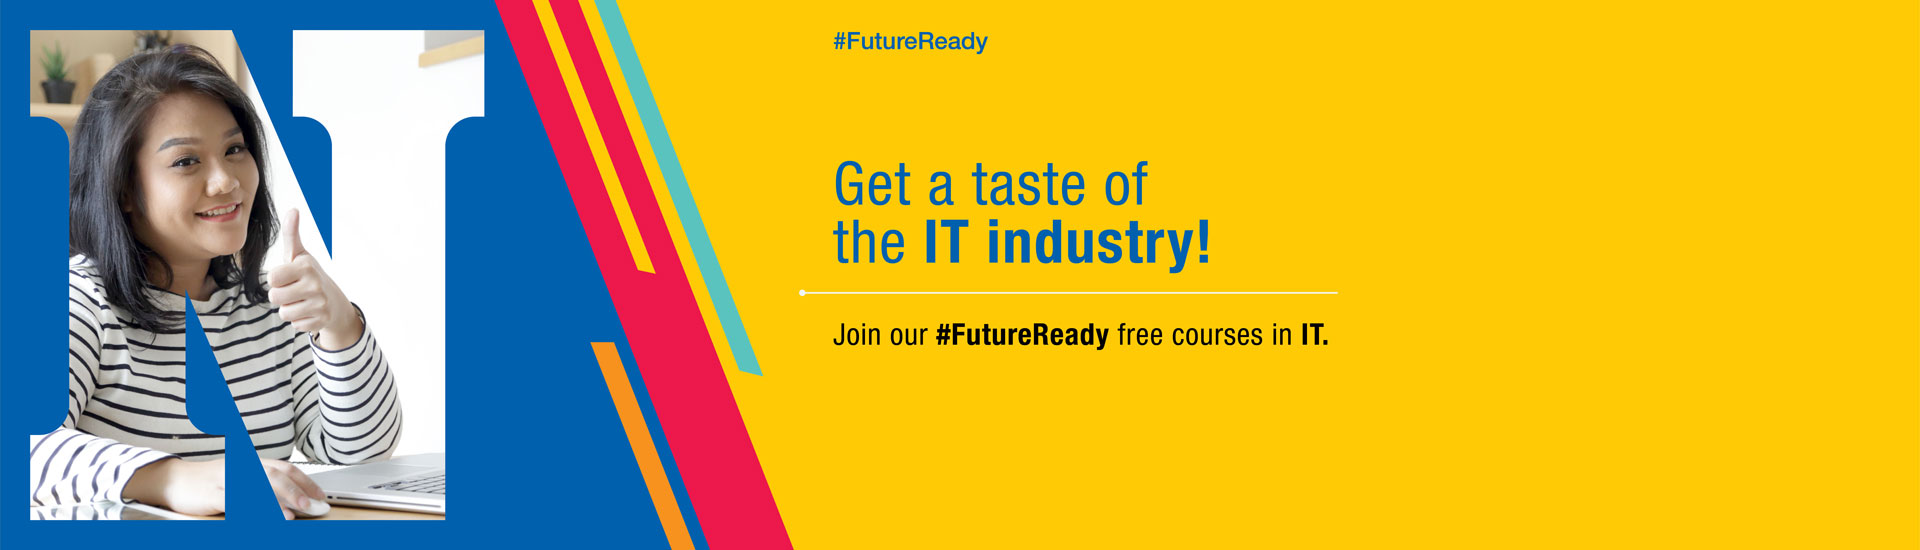 #FutureReady
Get a taste of
the IT industry!
Join our #FutureReady free courses in IT.